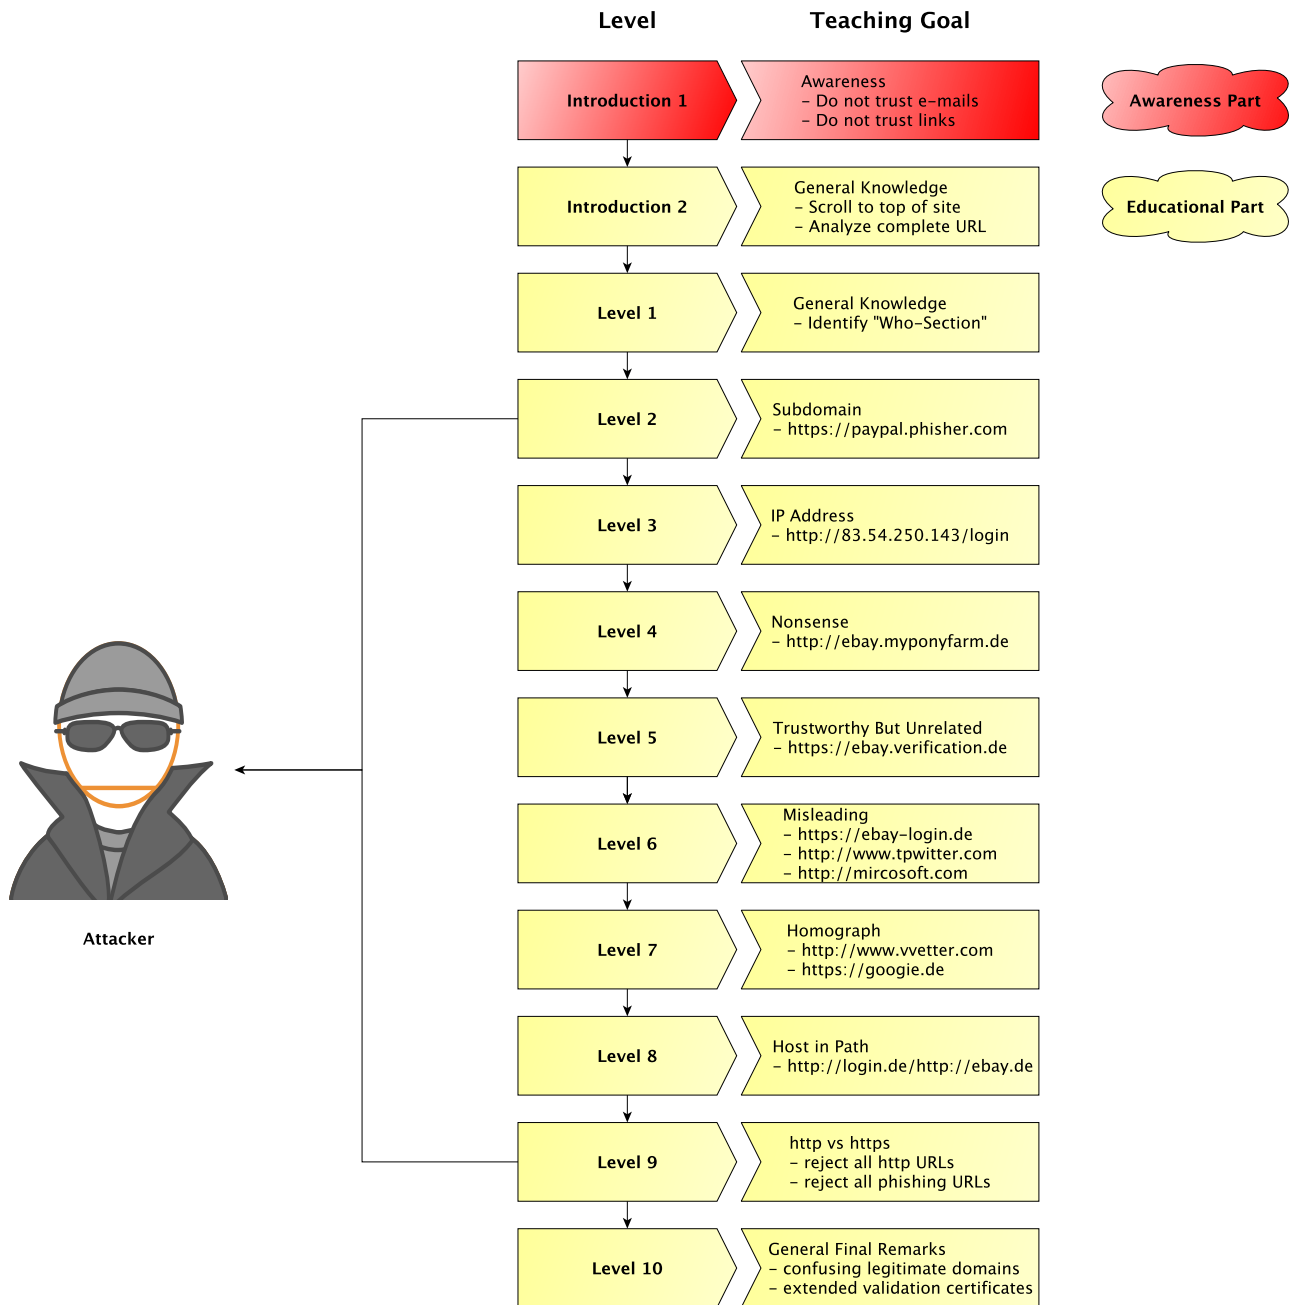 Level
Teaching Goal
Introduction 1
Awareness
- Do not trust e-mails
- Do not trust links
Awareness Part
Introduction 2
General Knowledge
- Scroll to top of site
- Analyze complete URL
Educational Part
Level 1
General Knowledge
- Identify "Who-Section"
Level 2
Subdomain
- https://paypal.phisher.com
Level 3
IP Address
- http://83.54.250.143/login
Level 4
Nonsense
- http://ebay.myponyfarm.de
Level 5
Trustworthy But Unrelated
- https://ebay.verification.de
Level 6
Misleading
- https://ebay-login.de
- http://www.tpwitter.com
- http://mircosoft.com
Attacker
Level 7
Homograph
- http://www.vvetter.com
- https://googie.de
Level 8
Host in Path
- http://login.de/http://ebay.de
Level 9
http vs https
- reject all http URLs
- reject all phishing URLs
Level 10
General Final Remarks
- confusing legitimate domains
- extended validation certificates